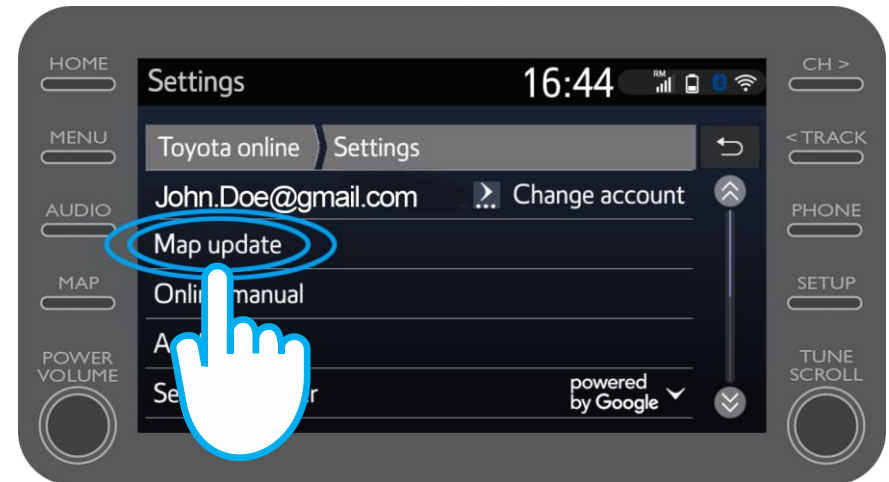 HOME
MENU
AUDIO
MAP
POWER
VOLUME
Settings 16:44 RM
Toyota online Settings
John.Doe@gmail.com Change account
Map update
manual
powered
by Google
CH >
< TRACK
PHONE
SETUP
TUNE
SCROLL